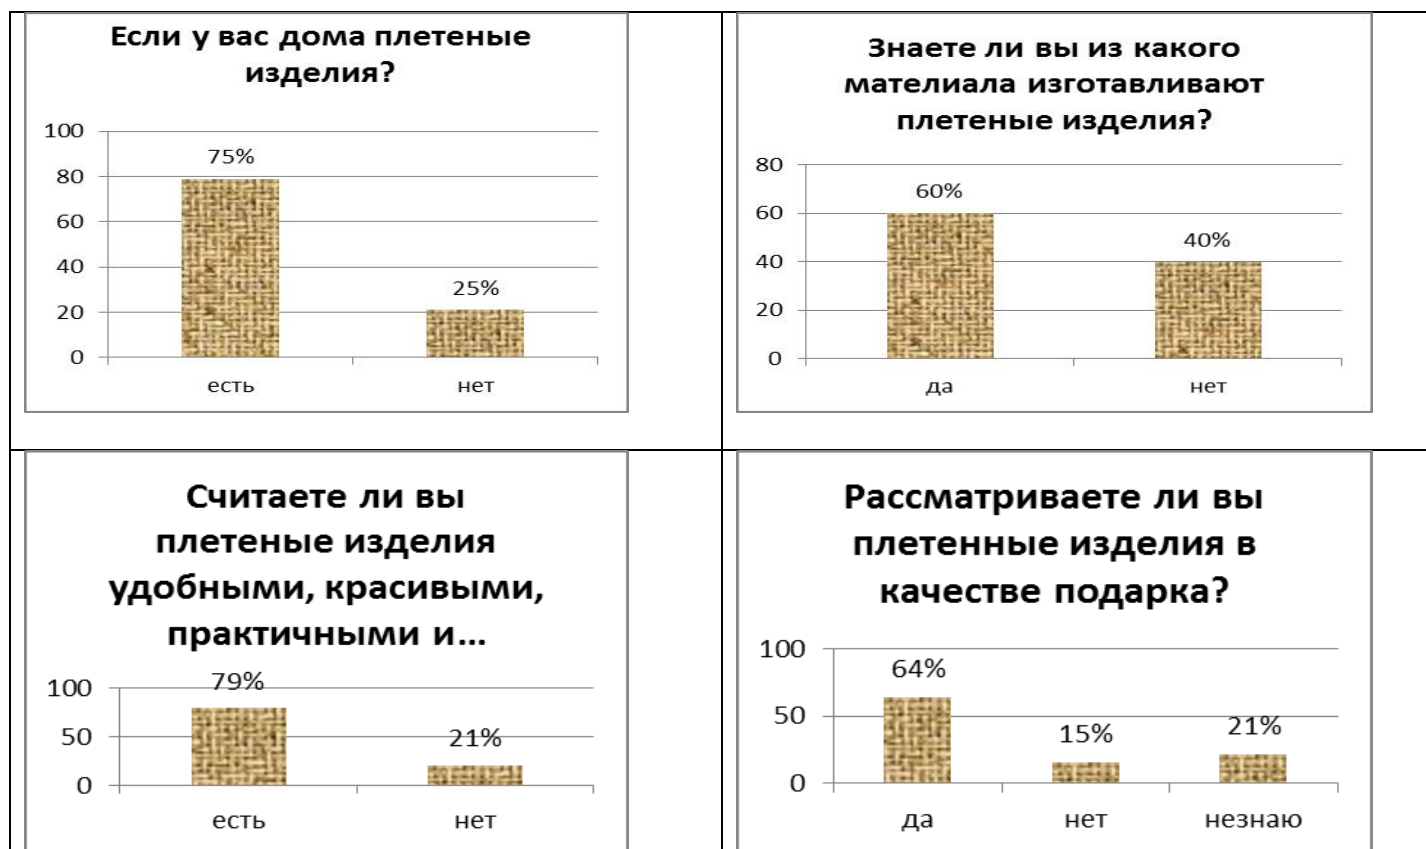 Если у вас дома плетеные
изделия?
100
80
60
40
20
0
75%
25%
есть
нет
Знаете ли вы из какого
мателиала изготавливают
плетеные изделия?
80
60
40
20
0
60%
40%
да
нет
Считаете ли вы
плетеные изделия
удобными, красивыми,
практичными и...
100
50
0
79%
21%
есть
нет
Рассматриваете ли вы
плетенные изделия в
качестве подарка?
100
50
0
64%
15%
21%
да
нет
незнаю